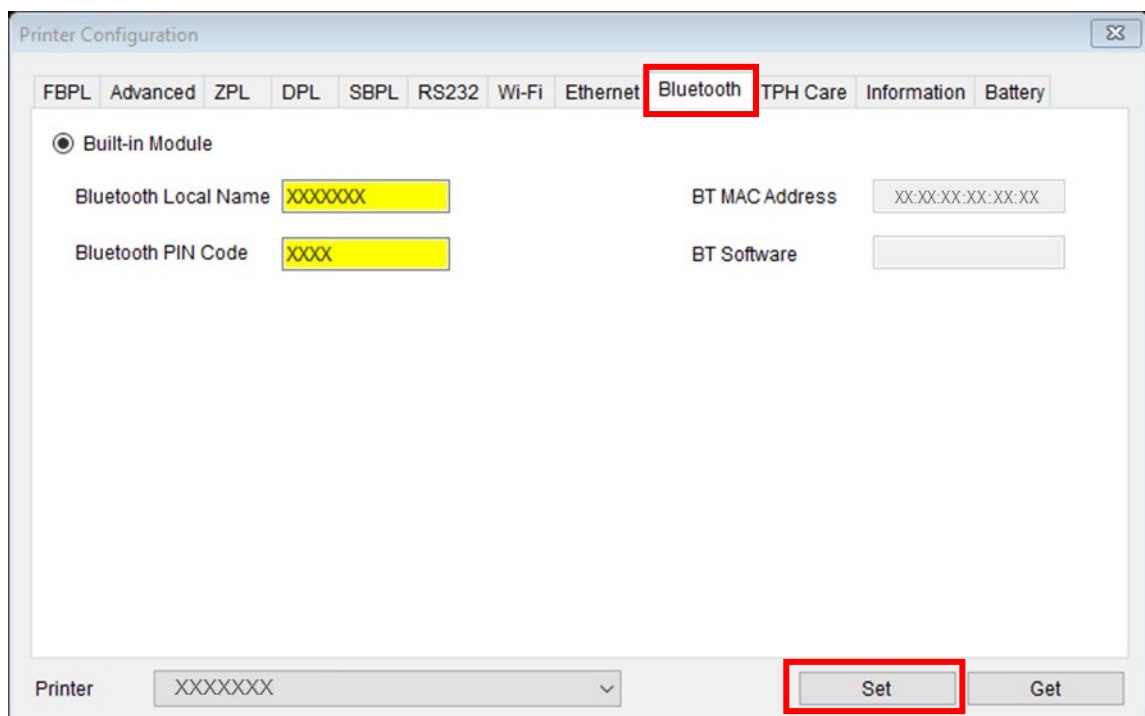 Printer Configuration
FBPL Advanced ZPL DPL SBPL RS232 Wi-Fi Ethernet Bluetooth TPH Care Information Battery
Built-in Module
Bluetooth Local Name XXXXXXX BT MAC Address XX:XX:XX:XX:XX:XX
Bluetooth PIN Code XXXX BT Software
Printer XXXXXXX Set Get